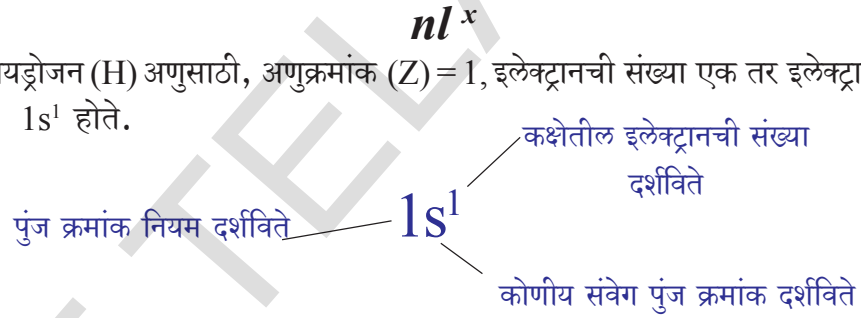 nl ˣ
यड्रोजन (H) अणुसाठी, अणुक्रमांक (Z) = 1, इलेक्ट्रानची संख्या एक तर इलेक्ट्रा
1s¹ होते.
कक्षेतील इलेक्ट्रानची संख्या
दर्शविते
पुंज क्रमांक नियम दर्शविते
1s¹
कोणीय संवेग पुंज क्रमांक दर्शविते